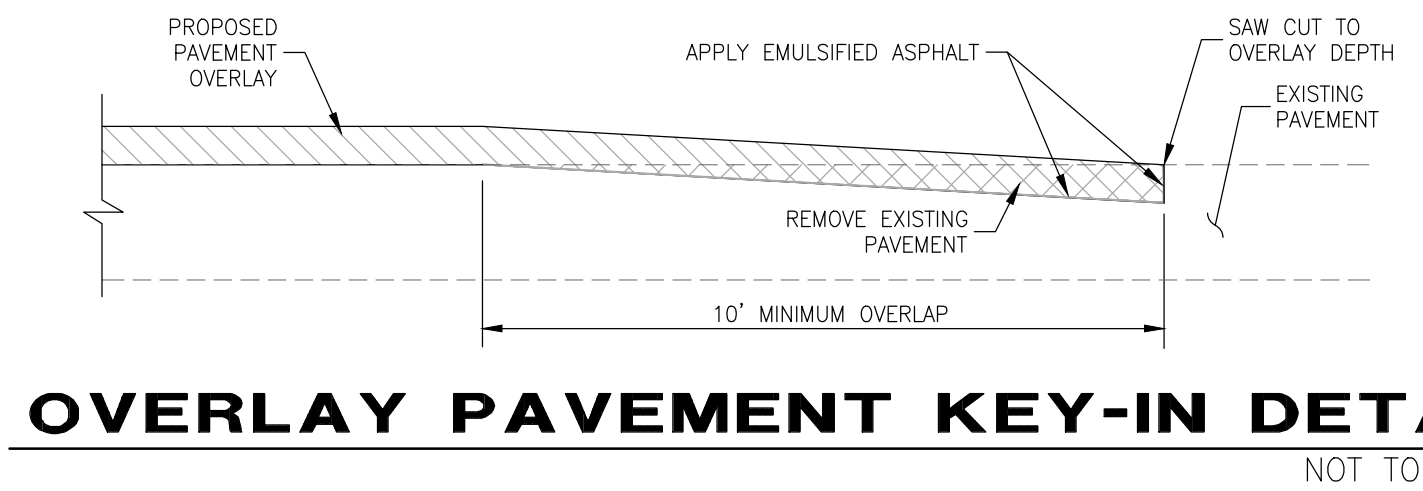 PROPOSED
PAVEMENT
OVERLAY
APPLY EMULSIFIED ASPHALT
SAW CUT TO
OVERLAY DEPTH
EXISTING
PAVEMENT
REMOVE EXISTING
PAVEMENT
10' MINIMUM OVERLAP
OVERLAY PAVEMENT KEY-IN
NOT TO